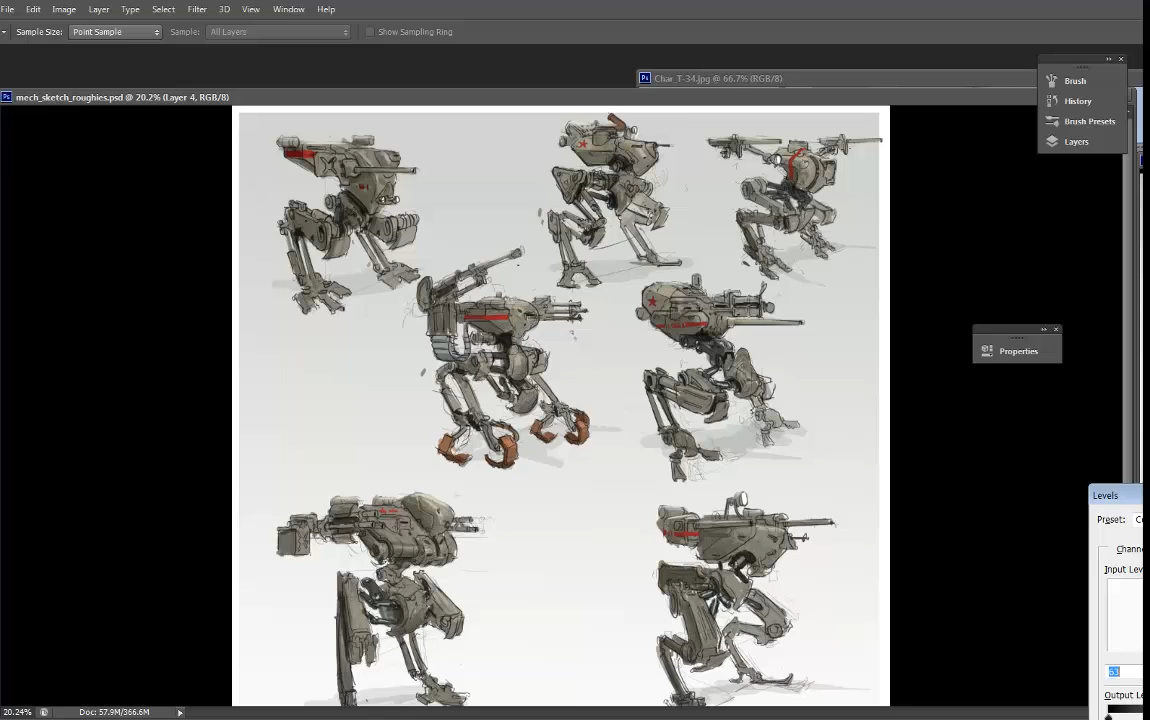 File Edit Image Layer Type Select Filter 3D View Window Help
Sample Size: Point Sample Sample: All Layers Show Sampling Ring
Char_T-34.jpg @ 66.7% (RGB/8)
mech_sketch_roughies.psd @ 20.2% (Layer 4, RGB/8)
Brush
History
Brush Presets
Layers
Properties
Levels
Preset:
Channe
Input Lev
63
Output Le
20.24% Doc: 57.9M/366.6M